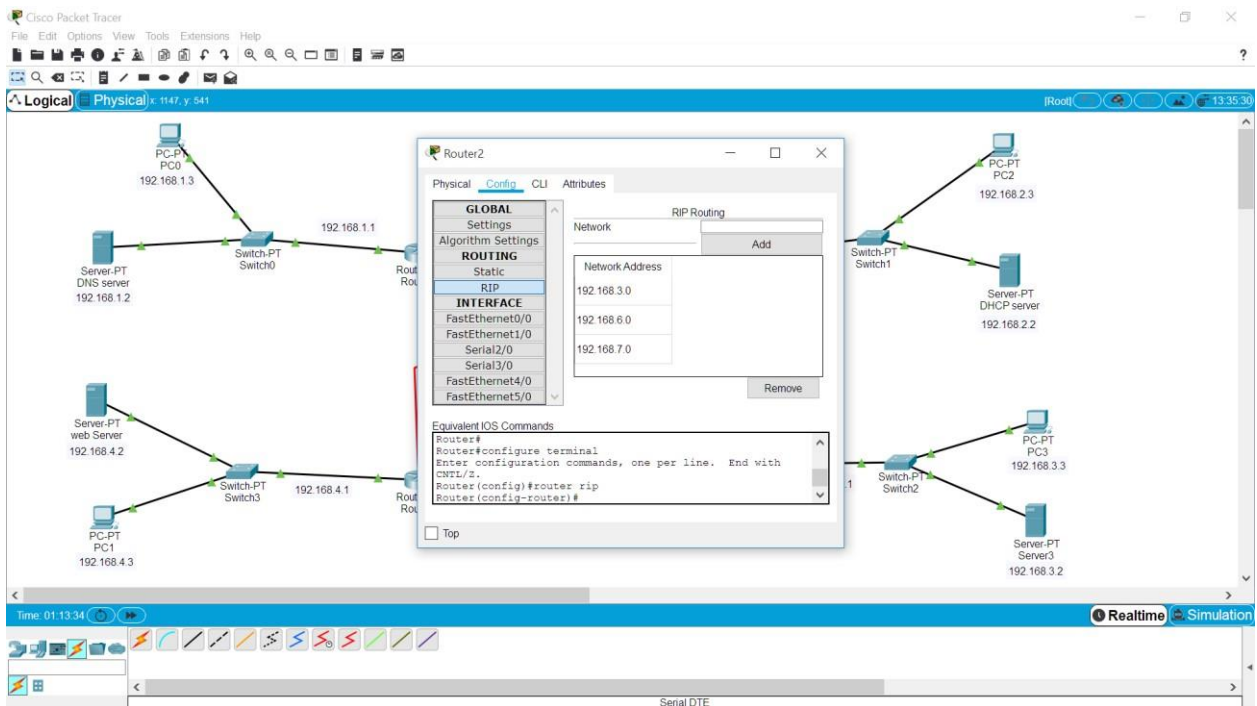 Cisco Packet Tracer
File Edit Options View Tools Extensions Help
?
Logical Physical x: 1147, y: 541
[Root] 13:35:30
PC-PT
PC0
192.168.1.3
Server-PT
DNS server
192.168.1.2
Switch-PT
Switch0
192.168.1.1
Rout
Rou
Server-PT
web Server
192.168.4.2
Switch-PT
Switch3
192.168.4.1
Rout
Rou
PC-PT
PC1
192.168.4.3
Router2
Physical Config CLI Attributes
GLOBAL
Settings
Algorithm Settings
ROUTING
Static
RIP
INTERFACE
FastEthernet0/0
FastEthernet1/0
Serial2/0
Serial3/0
FastEthernet4/0
FastEthernet5/0
RIP Routing
Network
Add
Network Address
192.168.3.0
192.168.6.0
192.168.7.0
Remove
Equivalent IOS Commands
Router#
Router#configure terminal
Enter configuration commands, one per line. End with
CNTL/Z.
Router(config)#router rip
Router(config-router)#
Top
PC-PT
PC2
192.168.2.3
Switch-PT
Switch1
Server-PT
DHCP server
192.168.2.2
PC-PT
PC3
192.168.3.3
.1
Switch-PT
Switch2
Server-PT
Server3
192.168.3.2
Time: 01:13:34
Realtime Simulation
Serial DTE